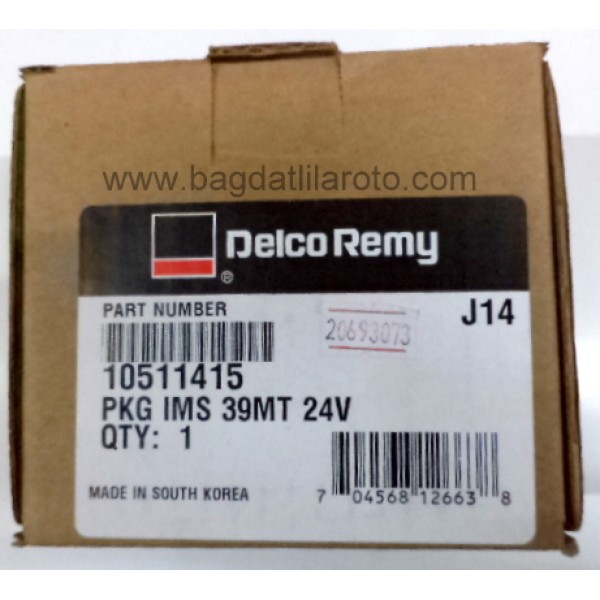 www.bagdatlilaroto.com
Delco Remy
®
PART NUMBER
J14
20693073
10511415
PKG IMS 39MT 24V
QTY: 1
MADE IN SOUTH KOREA
7 04568 12663 8